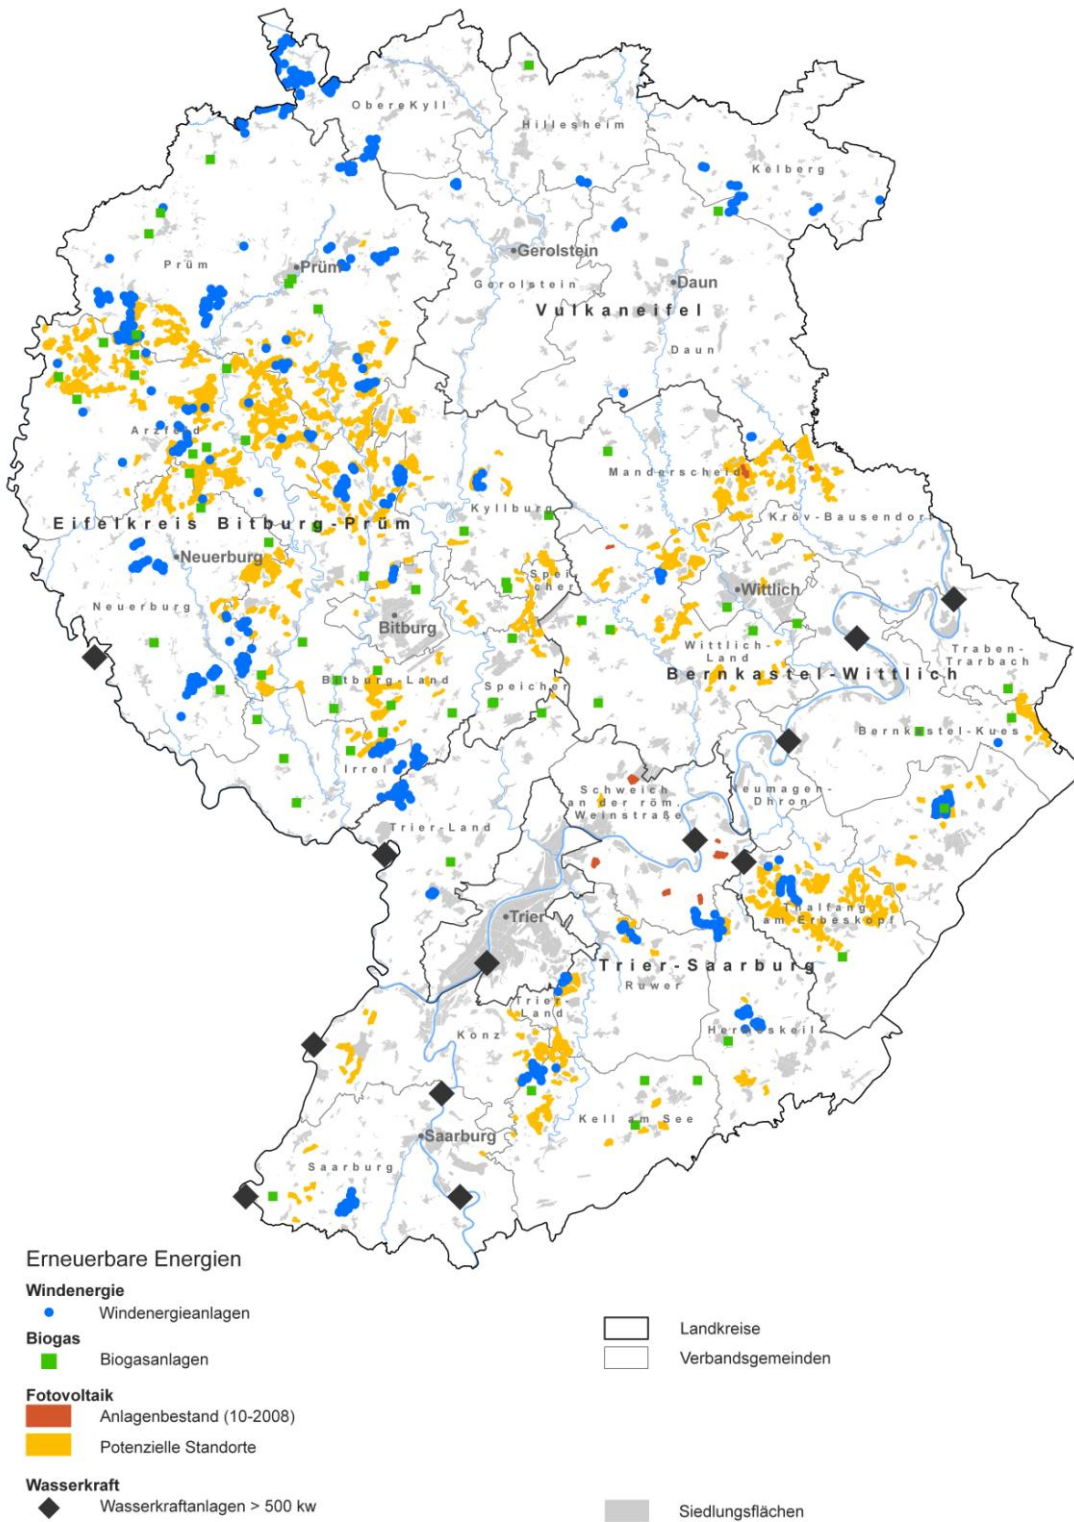 ObereKyll
Hillesheim
Kelberg
Prüm
Prüm
Gerolstein
Gerolstein
Daun
Vulkaneifel
Daun
Arzfeld
Manderscheid
Kyllburg
Kröv-Bausendorf
Eifelkreis Bitburg-Prüm
Neuerburg
Spei
cher
Wittlich
Neuerburg
Bitburg
Wittlich-
Land
Traben-
Trarbach
Bernkastel-Wittlich
Bitburg-Land
Speicher
Bernkastel-Kues
Irrel
Schweich
an der röm.
Weinstraße
Neumagen-
Dhron
Trier-Land
Trier
Thalfang
am Erbeskopf
Trier-Saarburg
Ruwer
Trier-
Land
Konz
Hermeskeil
Kell am See
Saarburg
Saarburg
Erneuerbare Energien
Windenergie
Windenergieanlagen
Biogas
Biogasanlagen
Fotovoltaik
Anlagenbestand (10-2008)
Potenzielle Standorte
Wasserkraft
Wasserkraftanlagen > 500 kw
Landkreise
Verbandsgemeinden
Siedlungsflächen